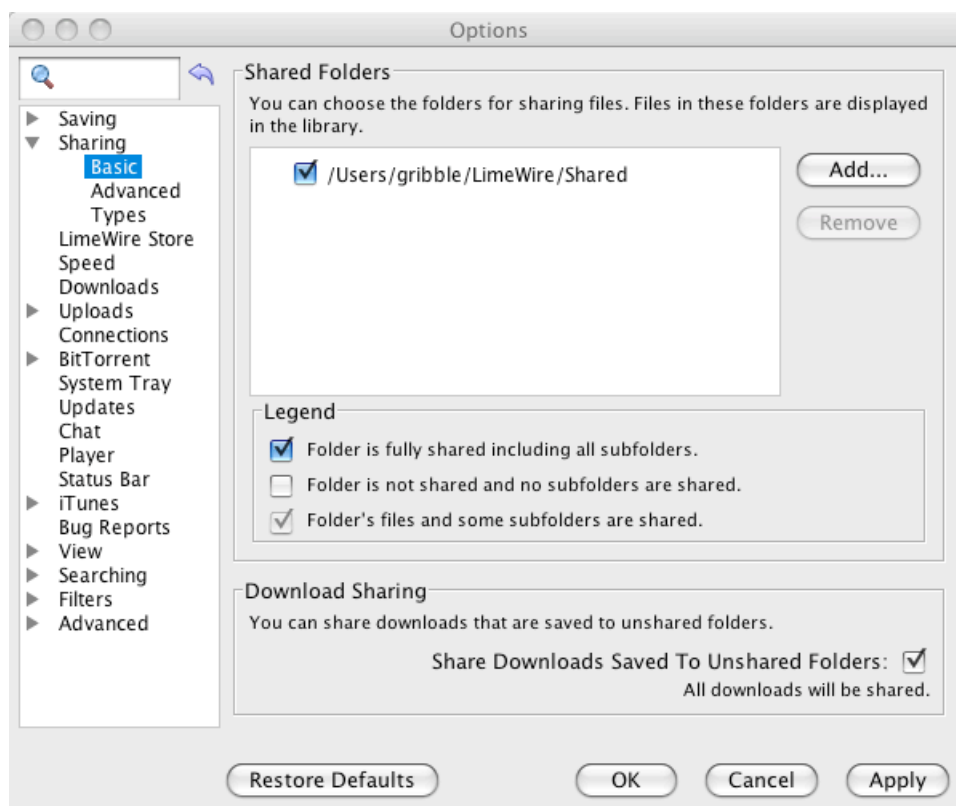 Options
Saving
Sharing
Basic
Advanced
Types
LimeWire Store
Speed
Downloads
Uploads
Connections
BitTorrent
System Tray
Updates
Chat
Player
Status Bar
iTunes
Bug Reports
View
Searching
Filters
Advanced
Shared Folders
You can choose the folders for sharing files. Files in these folders are displayed
in the library.
/Users/gribble/LimeWire/Shared
Add...
Remove
Legend
Folder is fully shared including all subfolders.
Folder is not shared and no subfolders are shared.
Folder's files and some subfolders are shared.
Download Sharing
You can share downloads that are saved to unshared folders.
Share Downloads Saved To Unshared Folders:
All downloads will be shared.
Restore Defaults
OK
Cancel
Apply